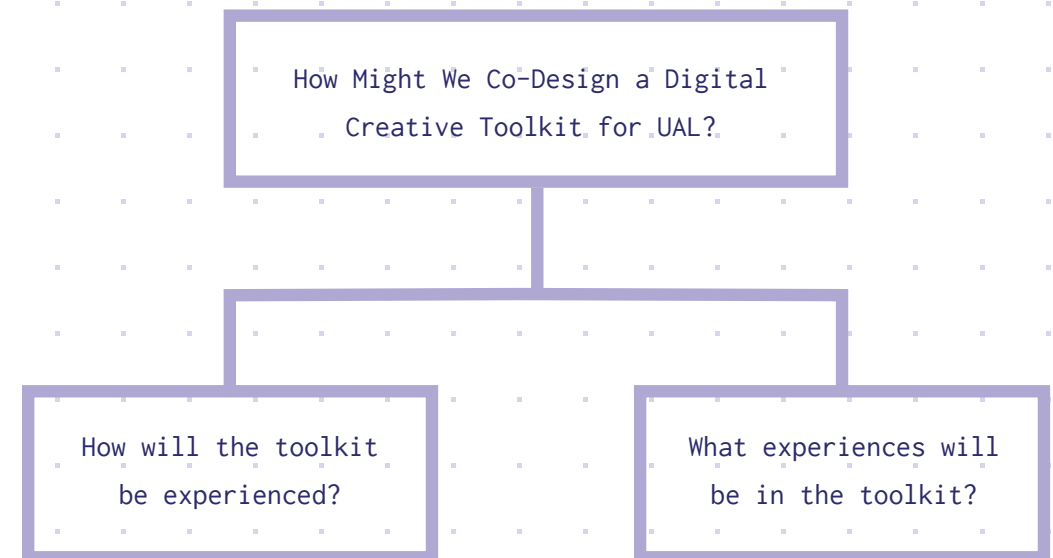 How Might We Co-Design a Digital
Creative Toolkit for UAL?
How will the toolkit
be experienced?
What experiences will
be in the toolkit?